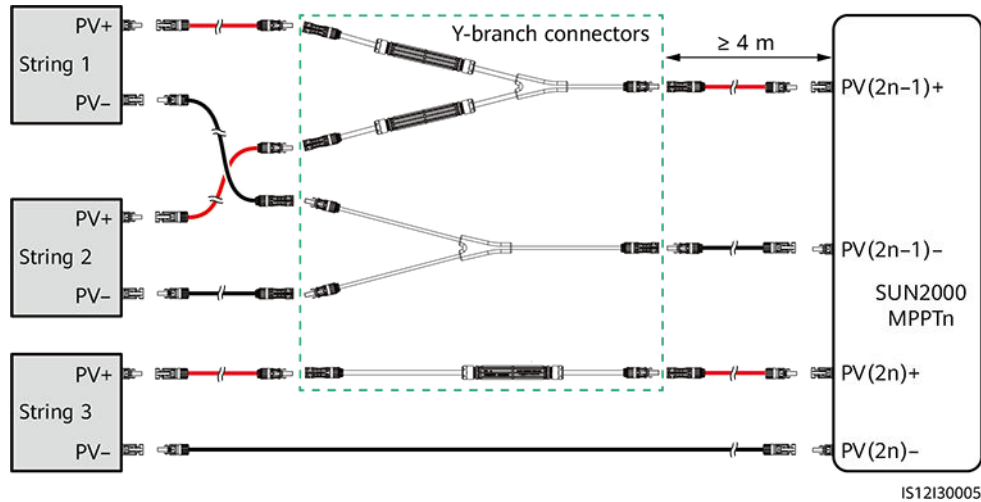 PV+
String 1
PV–
Y-branch connectors
≥ 4 m
PV(2n–1)+
PV+
String 2
PV–
PV(2n–1)–
SUN2000
MPPTn
PV+
String 3
PV–
PV(2n)+
PV(2n)–
IS12I30005